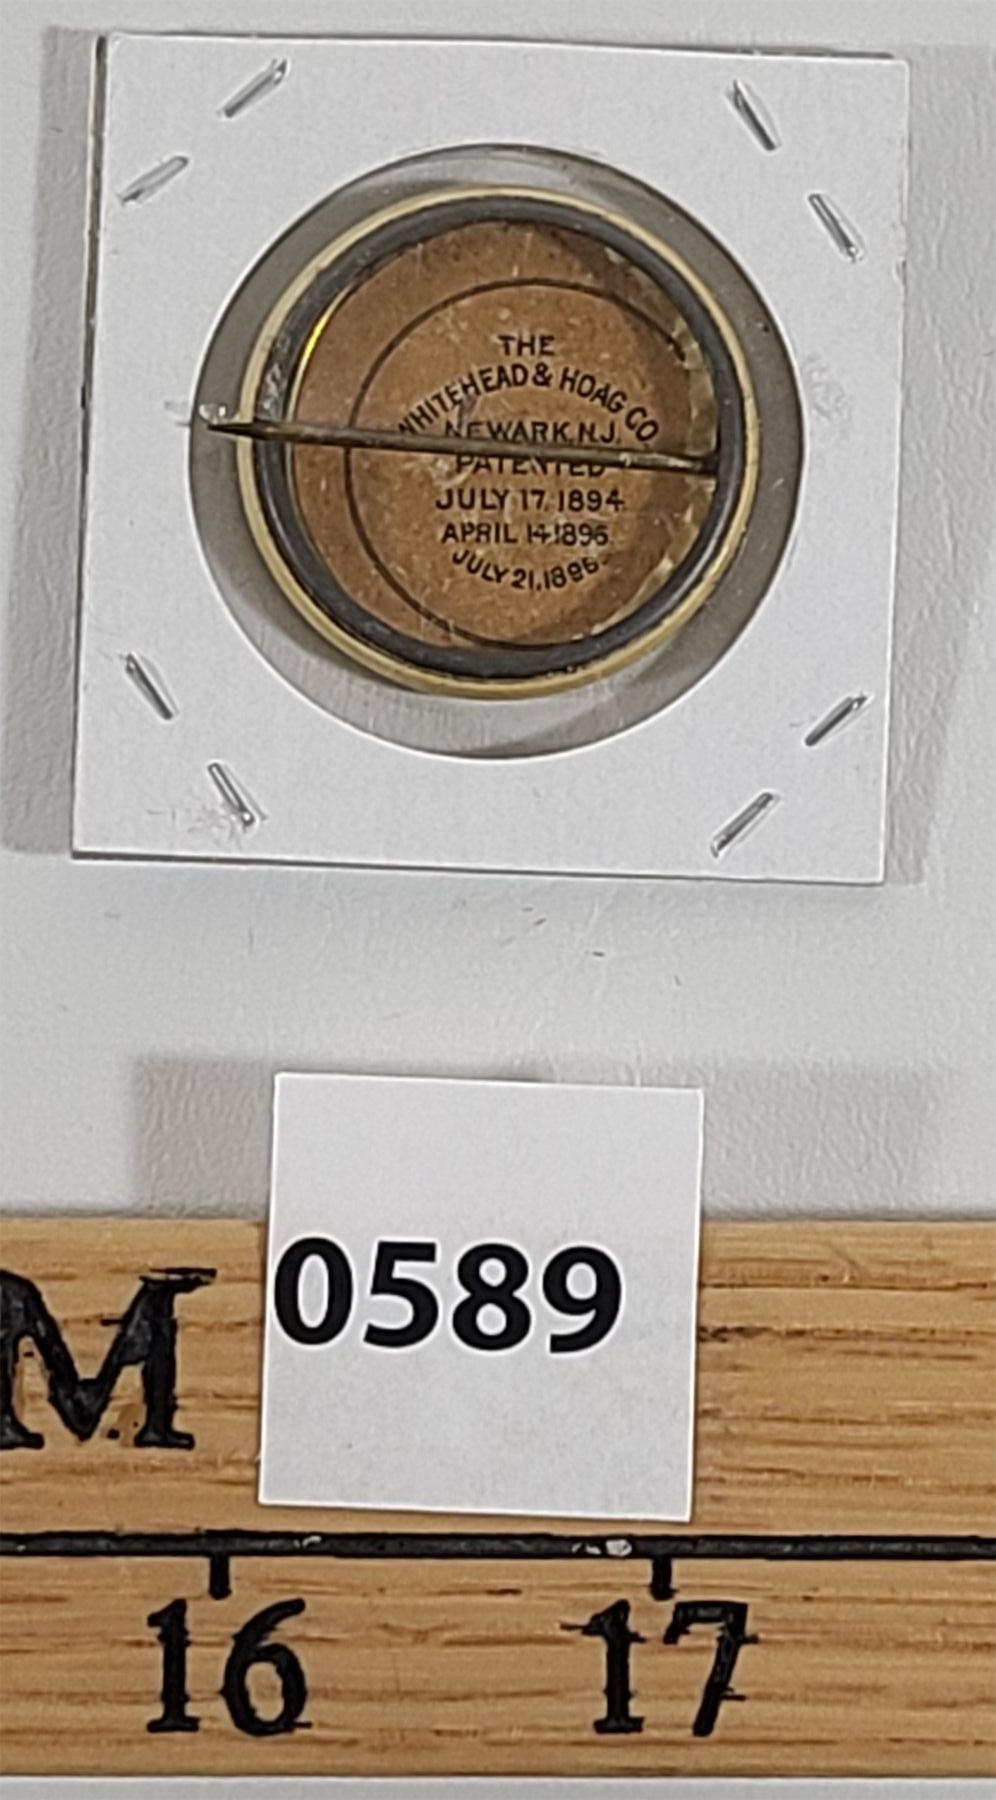 THE
WHITEHEAD & HOAG CO.
NEWARK, N.J.
PATENTED
JULY 17, 1894
APRIL 14, 1896.
JULY 21, 1896.
0589
M
16 17